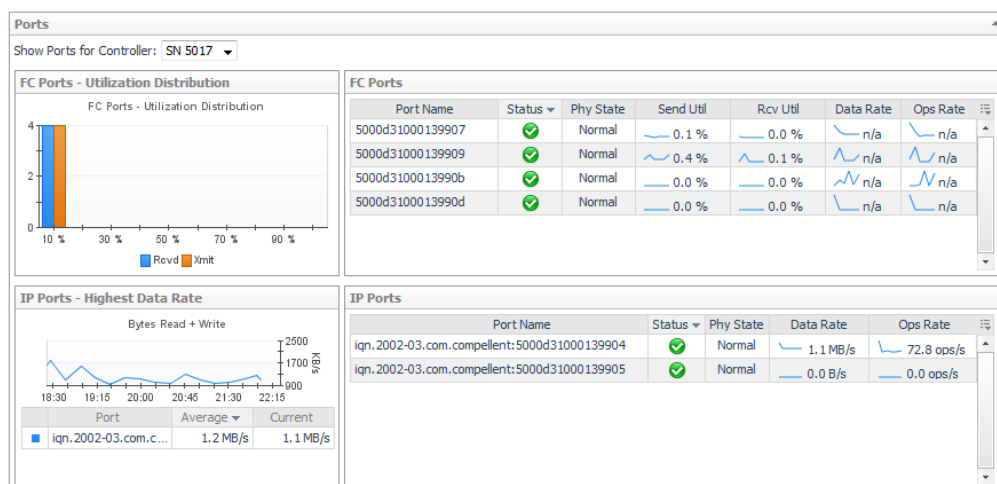 Ports
Show Ports for Controller: SN 5017
FC Ports - Utilization Distribution
FC Ports - Utilization Distribution
4
2
0
10 % 30 % 50 % 70 % 90 %
Rcvd Xmit
FC Ports
Port Name Status Phy State Send Util Rcv Util Data Rate Ops Rate
5000d31000139907 Normal 0.1 % 0.0 % n/a n/a
5000d31000139909 Normal 0.4 % 0.1 % n/a n/a
5000d3100013990b Normal 0.0 % 0.0 % n/a n/a
5000d3100013990d Normal 0.0 % 0.0 % n/a n/a
IP Ports - Highest Data Rate
Bytes Read + Write
2500
1700
900
KB/s
18:30 19:15 20:00 20:45 21:30 22:15
Port Average Current
iqn.2002-03.com.c... 1.2 MB/s 1.1 MB/s
IP Ports
Port Name Status Phy State Data Rate Ops Rate
iqn.2002-03.com.compellent:5000d31000139904 Normal 1.1 MB/s 72.8 ops/s
iqn.2002-03.com.compellent:5000d31000139905 Normal 0.0 B/s 0.0 ops/s